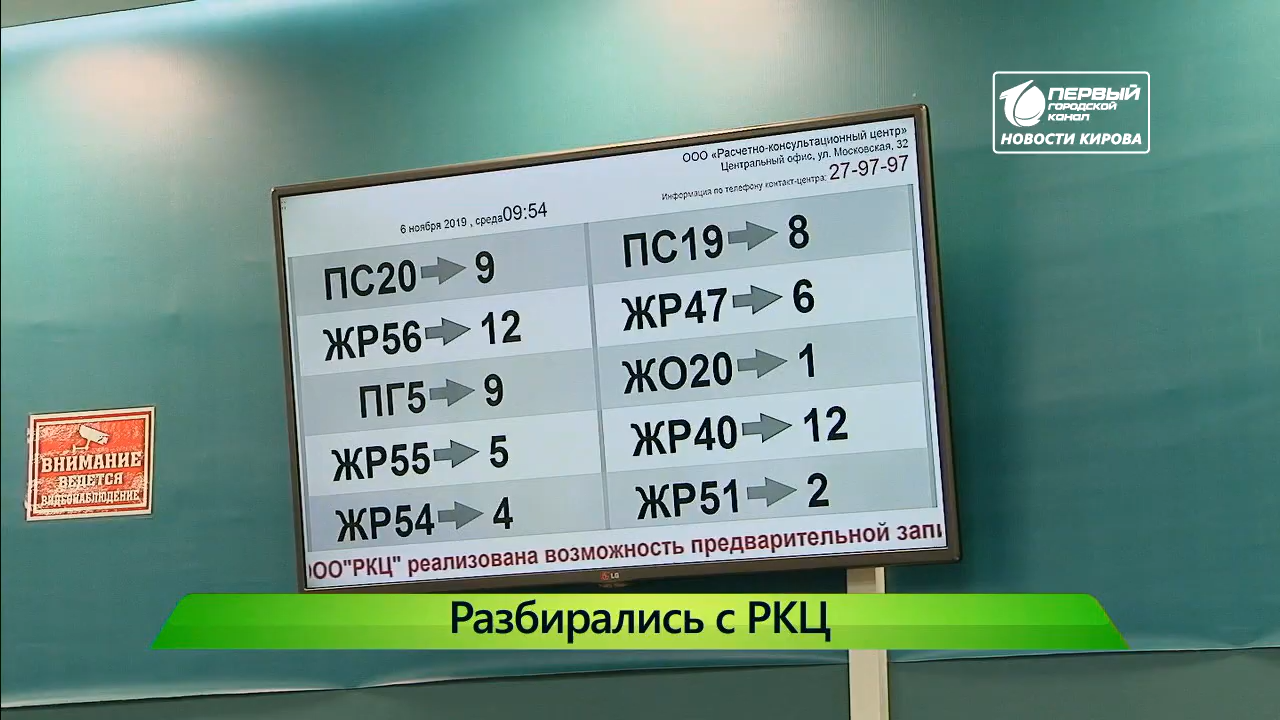 ПЕРВЫЙ
ГОРОДСКОЙ
КАНАЛ
НОВОСТИ КИРОВА
ООО «Расчетно-консультационный центр»
Центральный офис, ул. Московская, 32
Информация по телефону контакт-центра: 27-97-97
6 ноября 2019 , среда 09:54
ПС20 → 9
ЖР56 → 12
ПГ5 → 9
ЖР55 → 5
ЖР54 → 4
ПС19 → 8
ЖР47 → 6
ЖО20 → 1
ЖР40 → 12
ЖР51 → 2
ООО"РКЦ" реализована возможность предварительной запи
LG
ВНИМАНИЕ
ВЕДЕТСЯ
ВИДЕОНАБЛЮДЕНИЕ
Разбирались с РКЦ